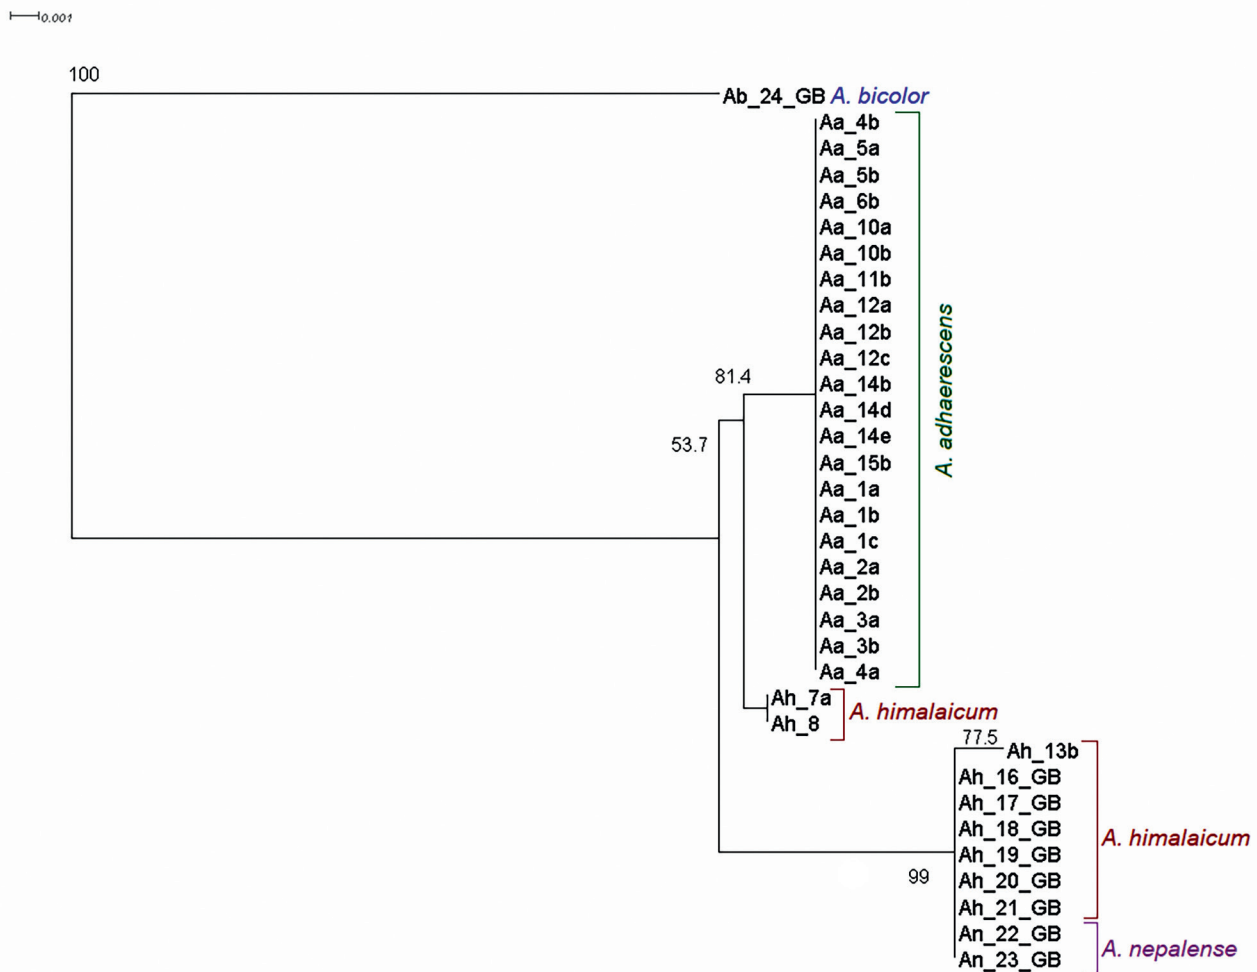 0.001
100
Ab_24_GB A. bicolor
Aa_4b
Aa_5a
Aa_5b
Aa_6b
Aa_10a
Aa_10b
Aa_11b
Aa_12a
Aa_12b
Aa_12c
Aa_14b
Aa_14d
Aa_14e
Aa_15b
Aa_1a
Aa_1b
Aa_1c
Aa_2a
Aa_2b
Aa_3a
Aa_3b
Aa_4a
A. adhaerescens
81.4
53.7
Ah_7a
Ah_8
A. himalaicum
77.5
Ah_13b
Ah_16_GB
Ah_17_GB
Ah_18_GB
Ah_19_GB
Ah_20_GB
Ah_21_GB
A. himalaicum
99
An_22_GB
An_23_GB
A. nepalense